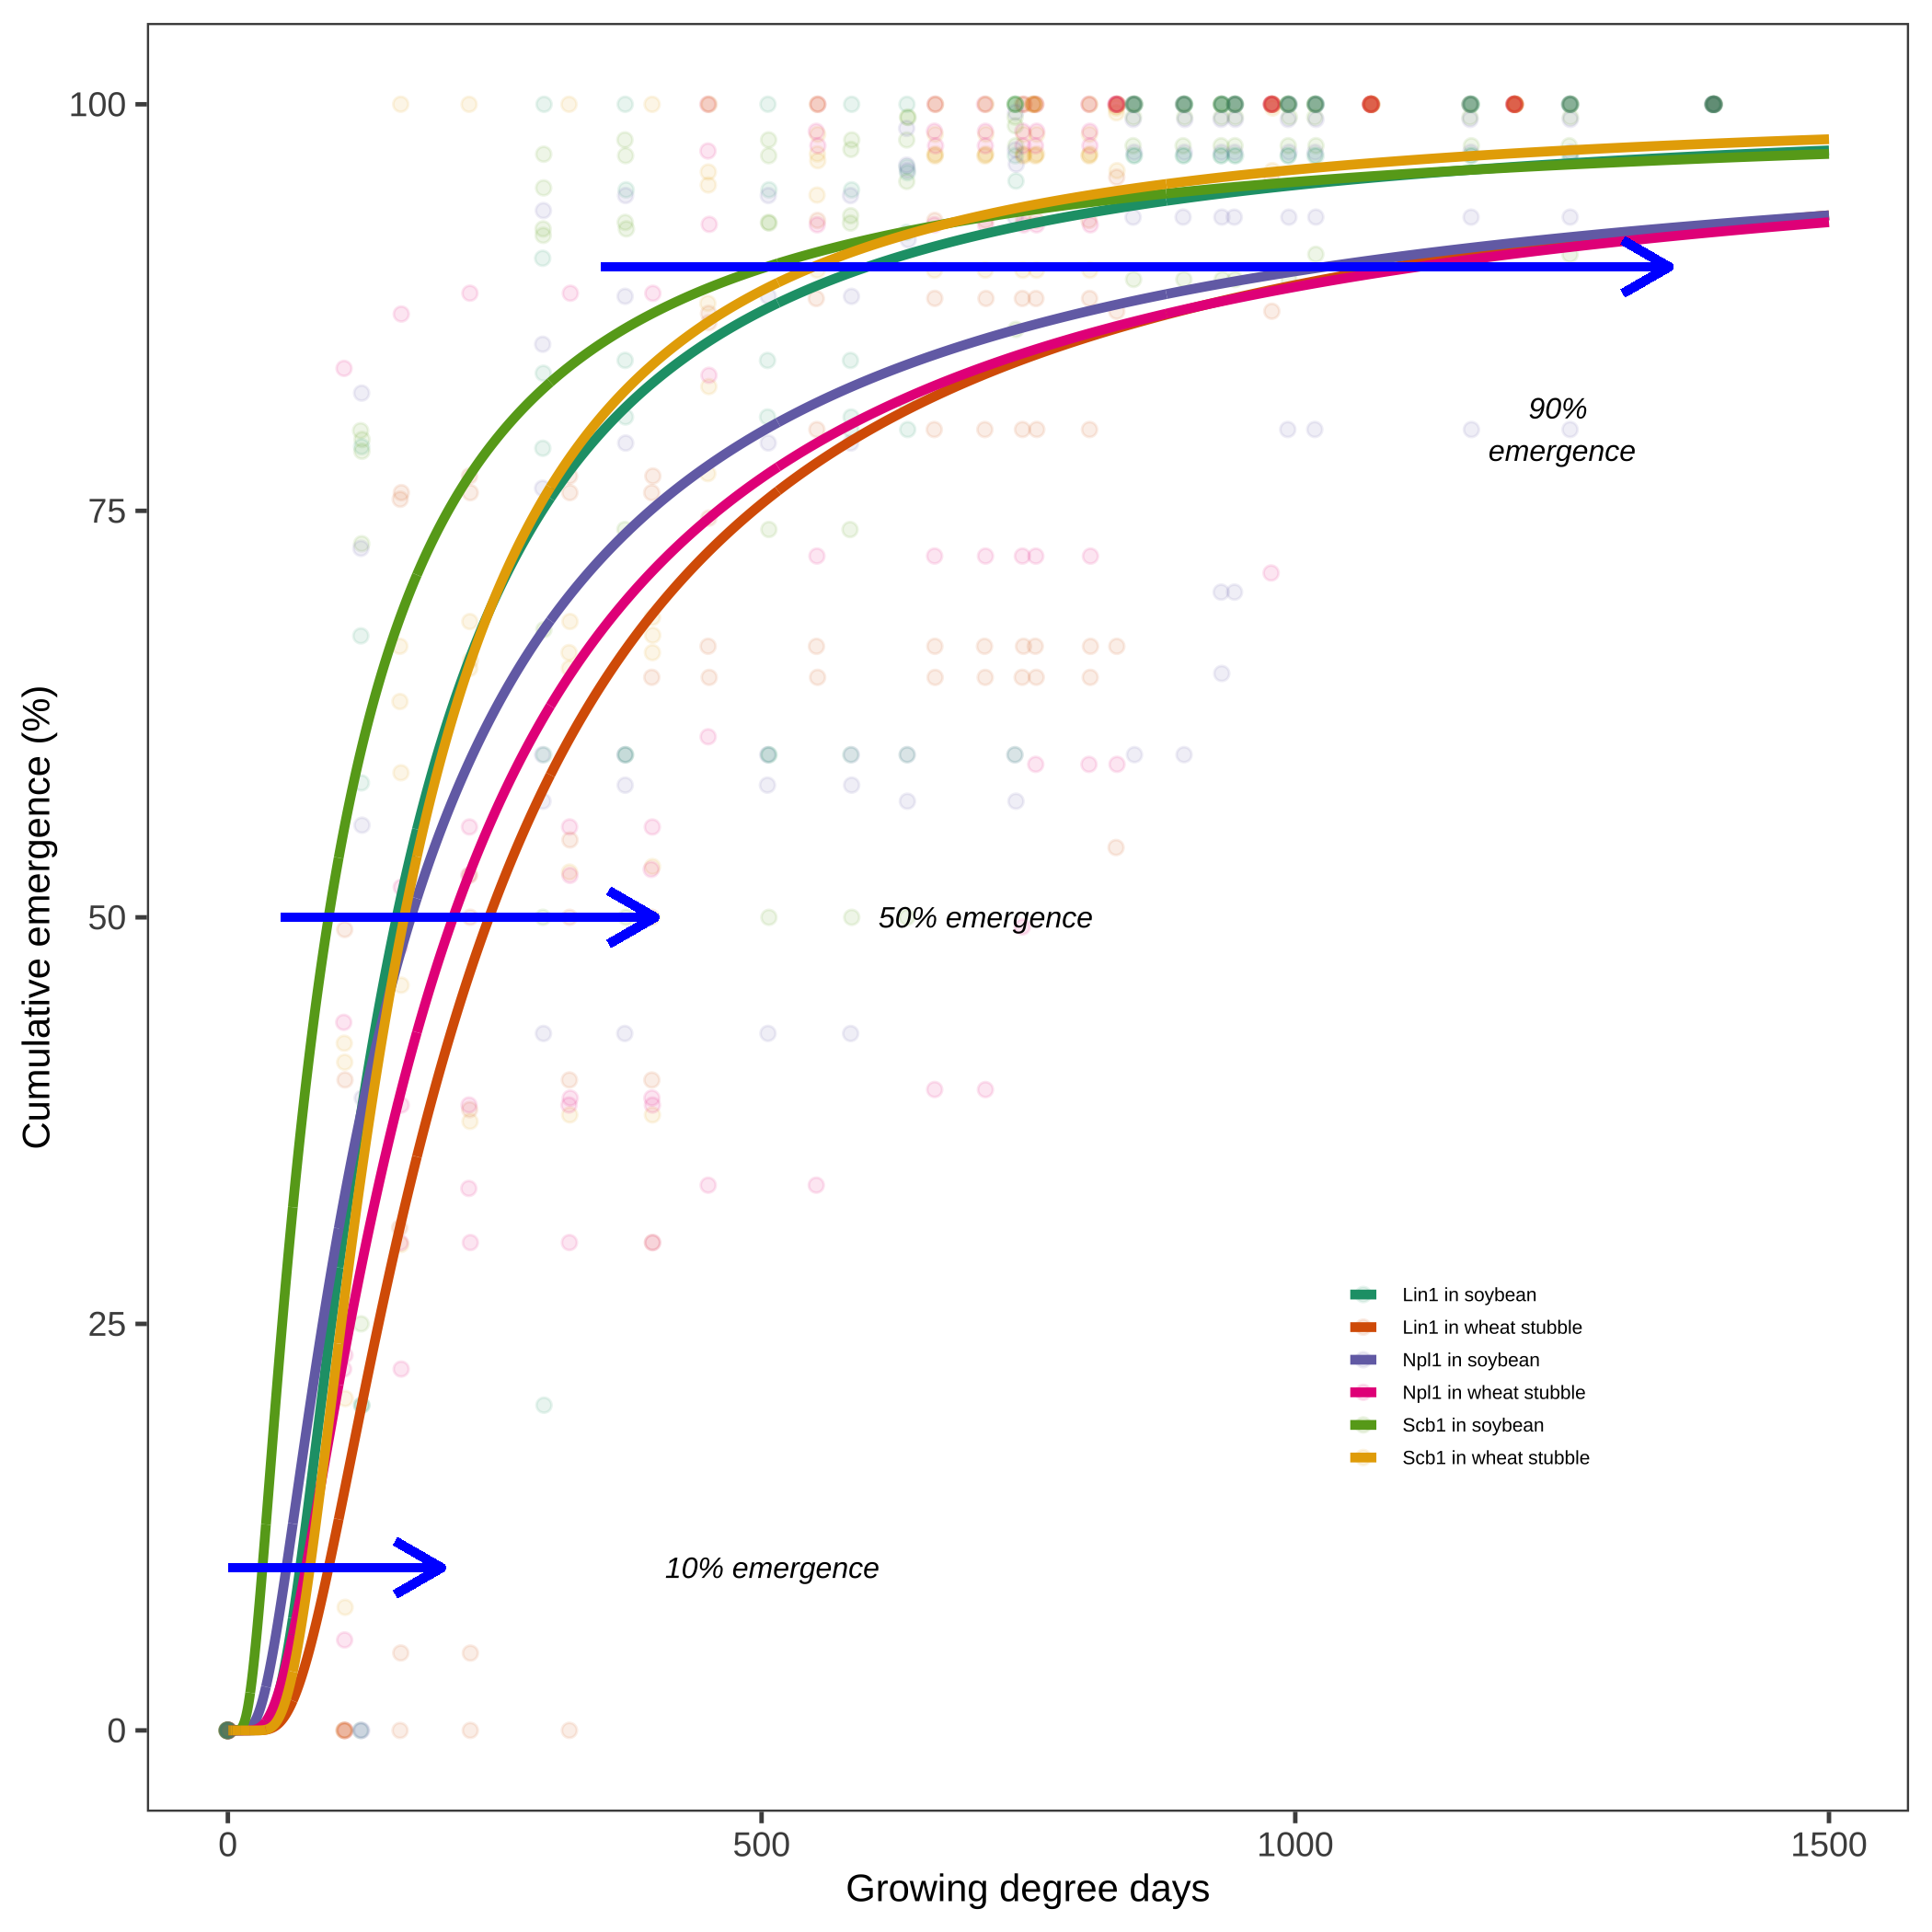 100
75
50
25
0
Cumulative emergence (%)
90%
emergence
50% emergence
10% emergence
Lin1 in soybean
Lin1 in wheat stubble
Npl1 in soybean
Npl1 in wheat stubble
Scb1 in soybean
Scb1 in wheat stubble
0
500
1000
1500
Growing degree days